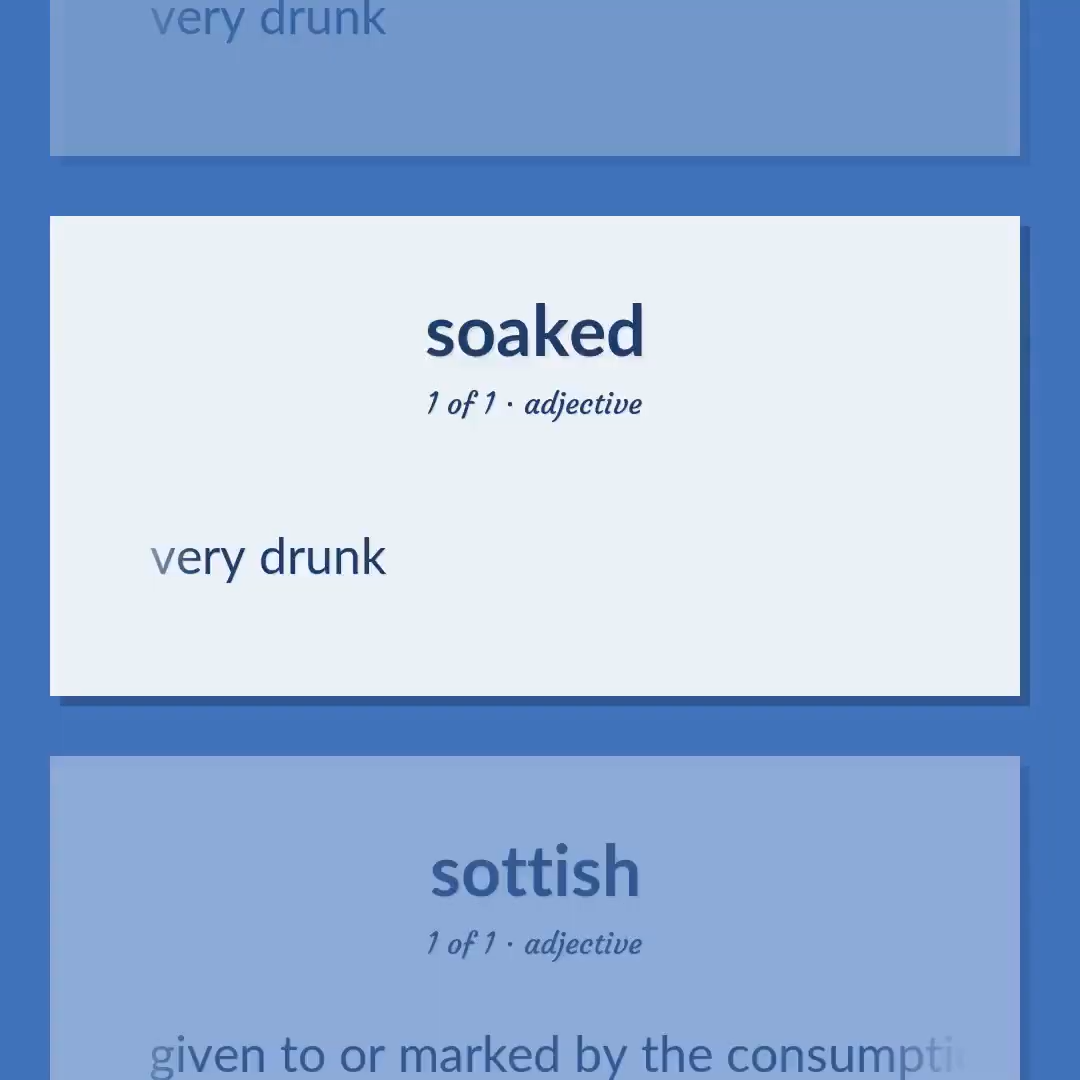 very drunk
soaked
1 of 1 · adjective
very drunk
sottish
1 of 1 · adjective
given to or marked by the